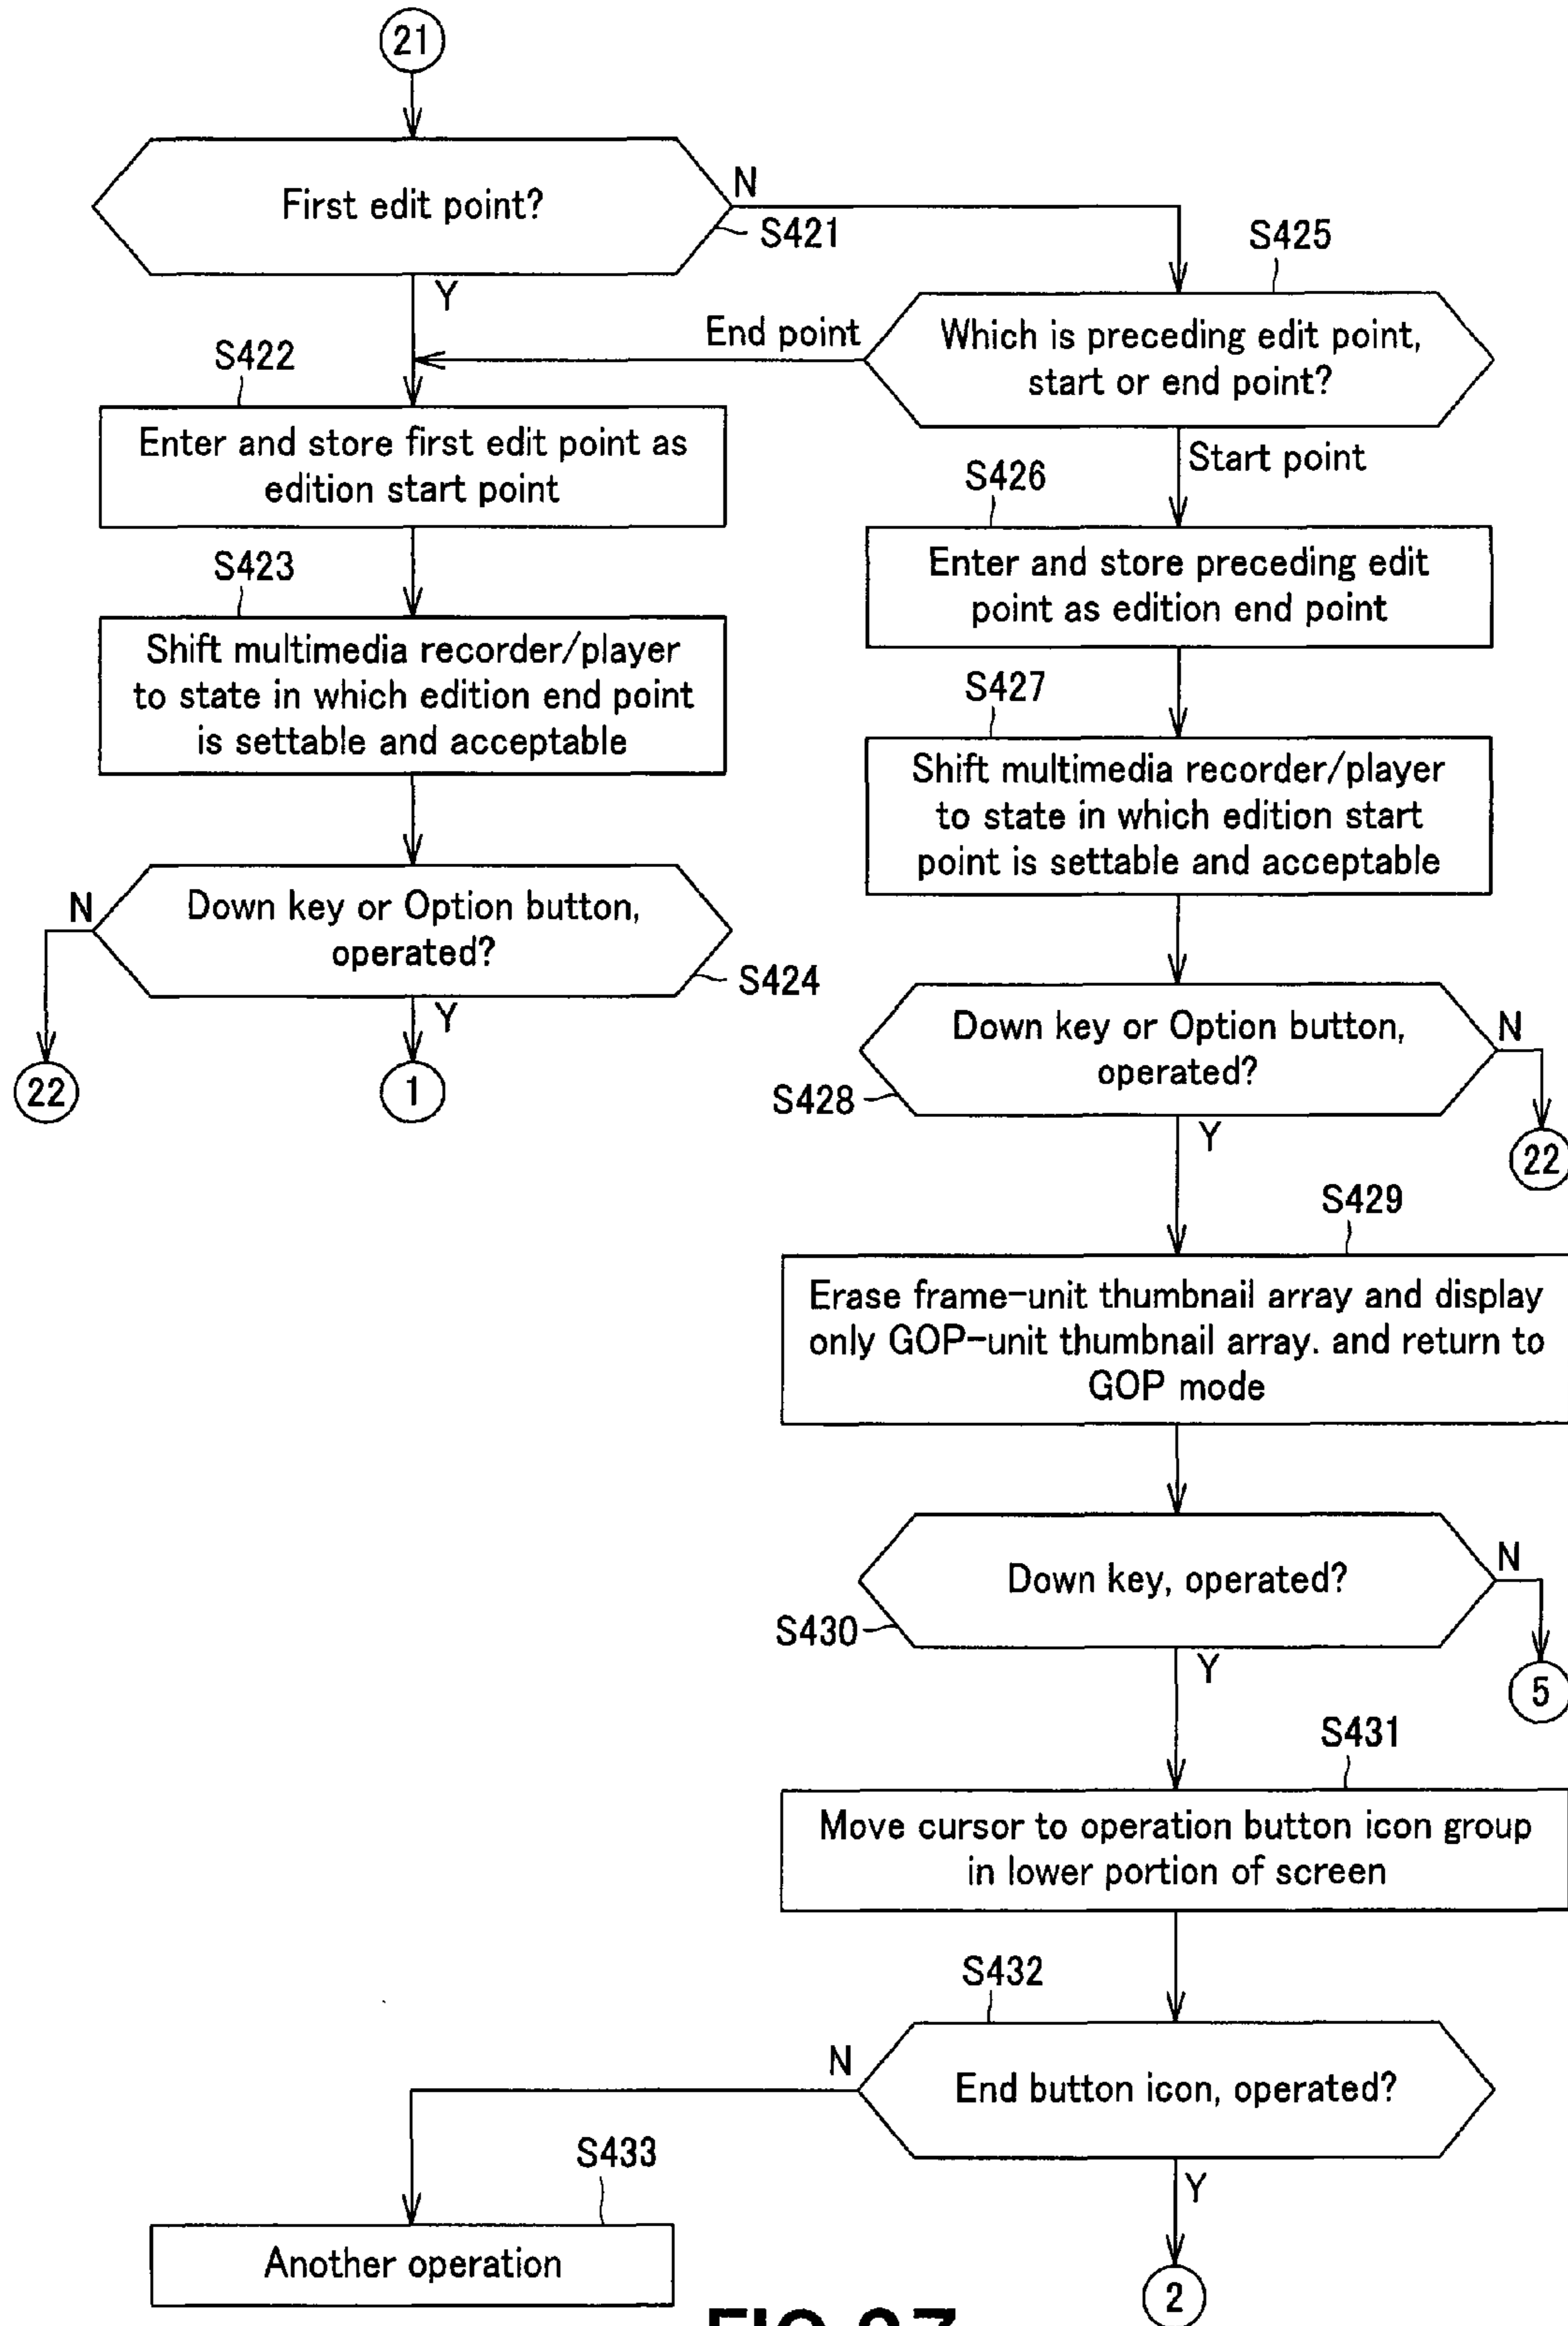 21
First edit point?
N
S421
Y
S425
Which is preceding edit point,
start or end point?
End point
Start point
S422
Enter and store first edit point as
edition start point
S423
Shift multimedia recorder/player
to state in which edition end point
is settable and acceptable
Down key or Option button,
operated?
N
S424
Y
22
1
S426
Enter and store preceding edit
point as edition end point
S427
Shift multimedia recorder/player
to state in which edition start
point is settable and acceptable
Down key or Option button,
operated?
N
S428
Y
22
S429
Erase frame-unit thumbnail array and display
only GOP-unit thumbnail array. and return to
GOP mode
Down key, operated?
N
S430
Y
5
S431
Move cursor to operation button icon group
in lower portion of screen
S432
End button icon, operated?
N
Y
S433
Another operation
2